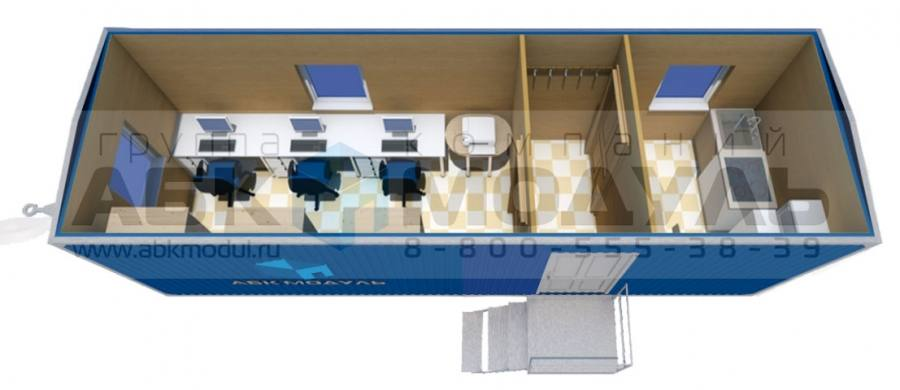 группа компаний
АБК МОДУЛЬ
www.abkmodul.ru 8-800-555-38-39
АБК МОДУЛЬ